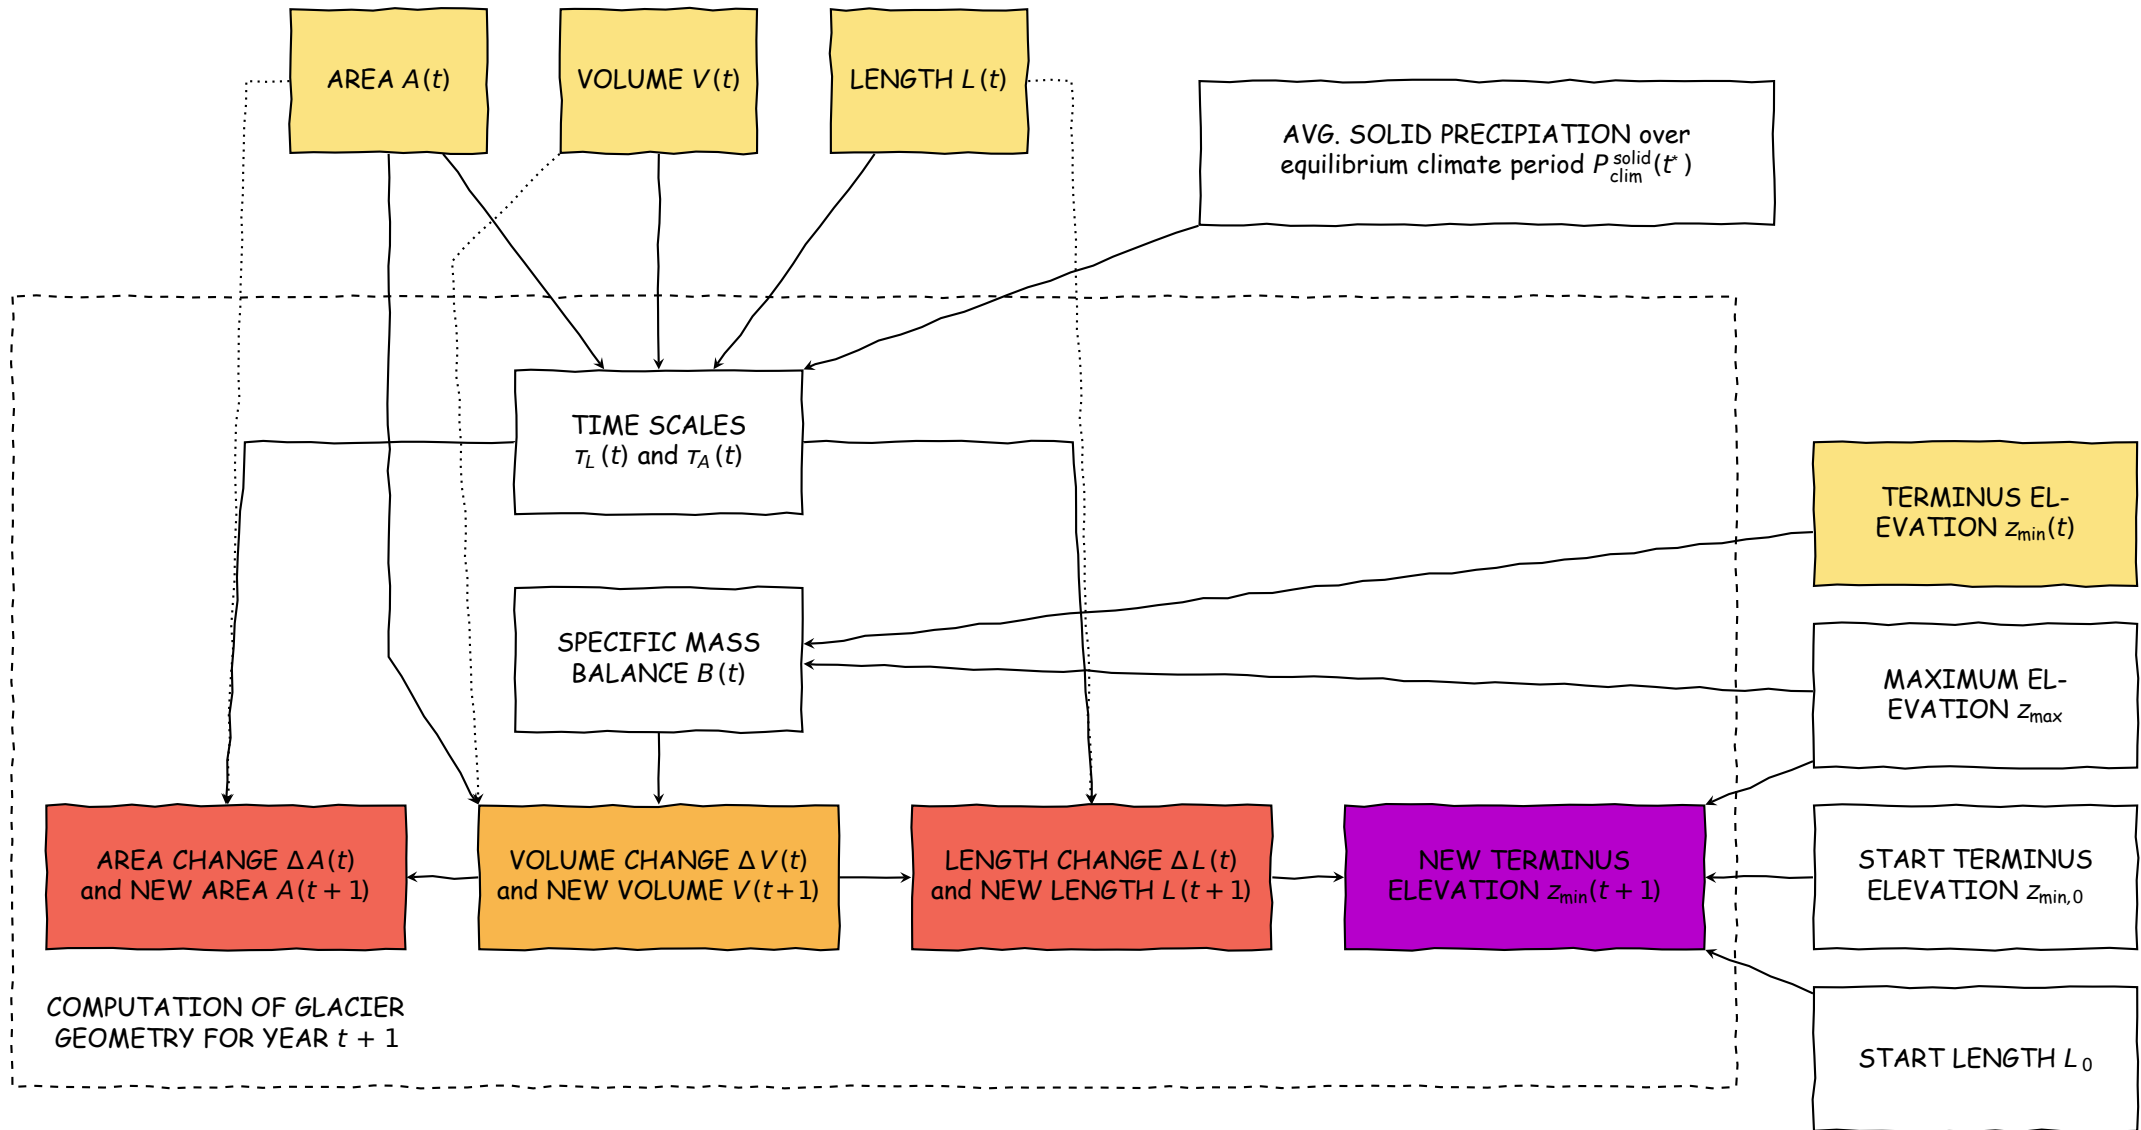 AREA A(t)
VOLUME V(t)
LENGTH L(t)
AVG. SOLID PRECIPIATION over
equilibrium climate period P_clim^solid(t*)
TIME SCALES
τ_L(t) and τ_A(t)
TERMINUS EL-
EVATION z_min(t)
SPECIFIC MASS
BALANCE B(t)
MAXIMUM EL-
EVATION z_max
AREA CHANGE ΔA(t)
and NEW AREA A(t + 1)
VOLUME CHANGE ΔV(t)
and NEW VOLUME V(t+1)
LENGTH CHANGE ΔL(t)
and NEW LENGTH L(t+1)
NEW TERMINUS
ELEVATION z_min(t + 1)
START TERMINUS
ELEVATION z_min,0
COMPUTATION OF GLACIER
GEOMETRY FOR YEAR t + 1
START LENGTH L_0